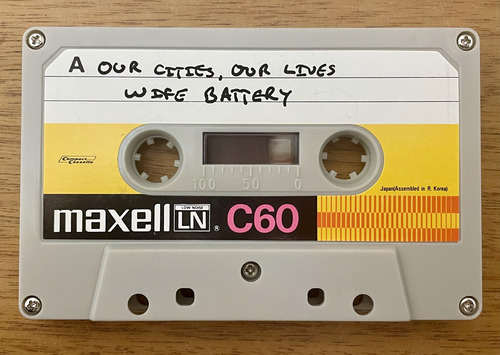 A OUR CITIES, OUR LIVES
WIFE BATTERY
Compact Cassette
100 50 0
Japan(Assembled in R. Korea)
maxell LOW NOISE LN ® C60